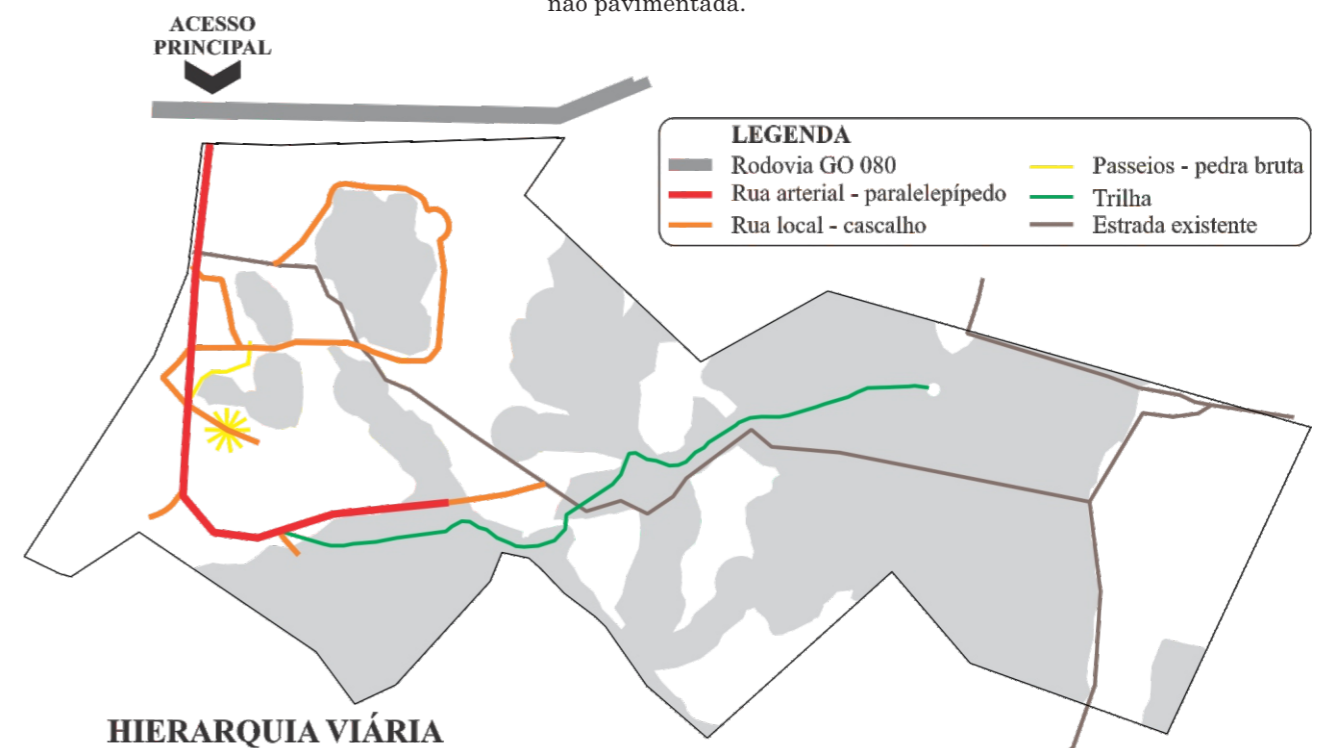 não pavimentada.
ACESSO
PRINCIPAL
LEGENDA
Rodovia GO 080
Rua arterial - paralelepípedo
Rua local - cascalho
Passeios - pedra bruta
Trilha
Estrada existente
HIERARQUIA VIÁRIA